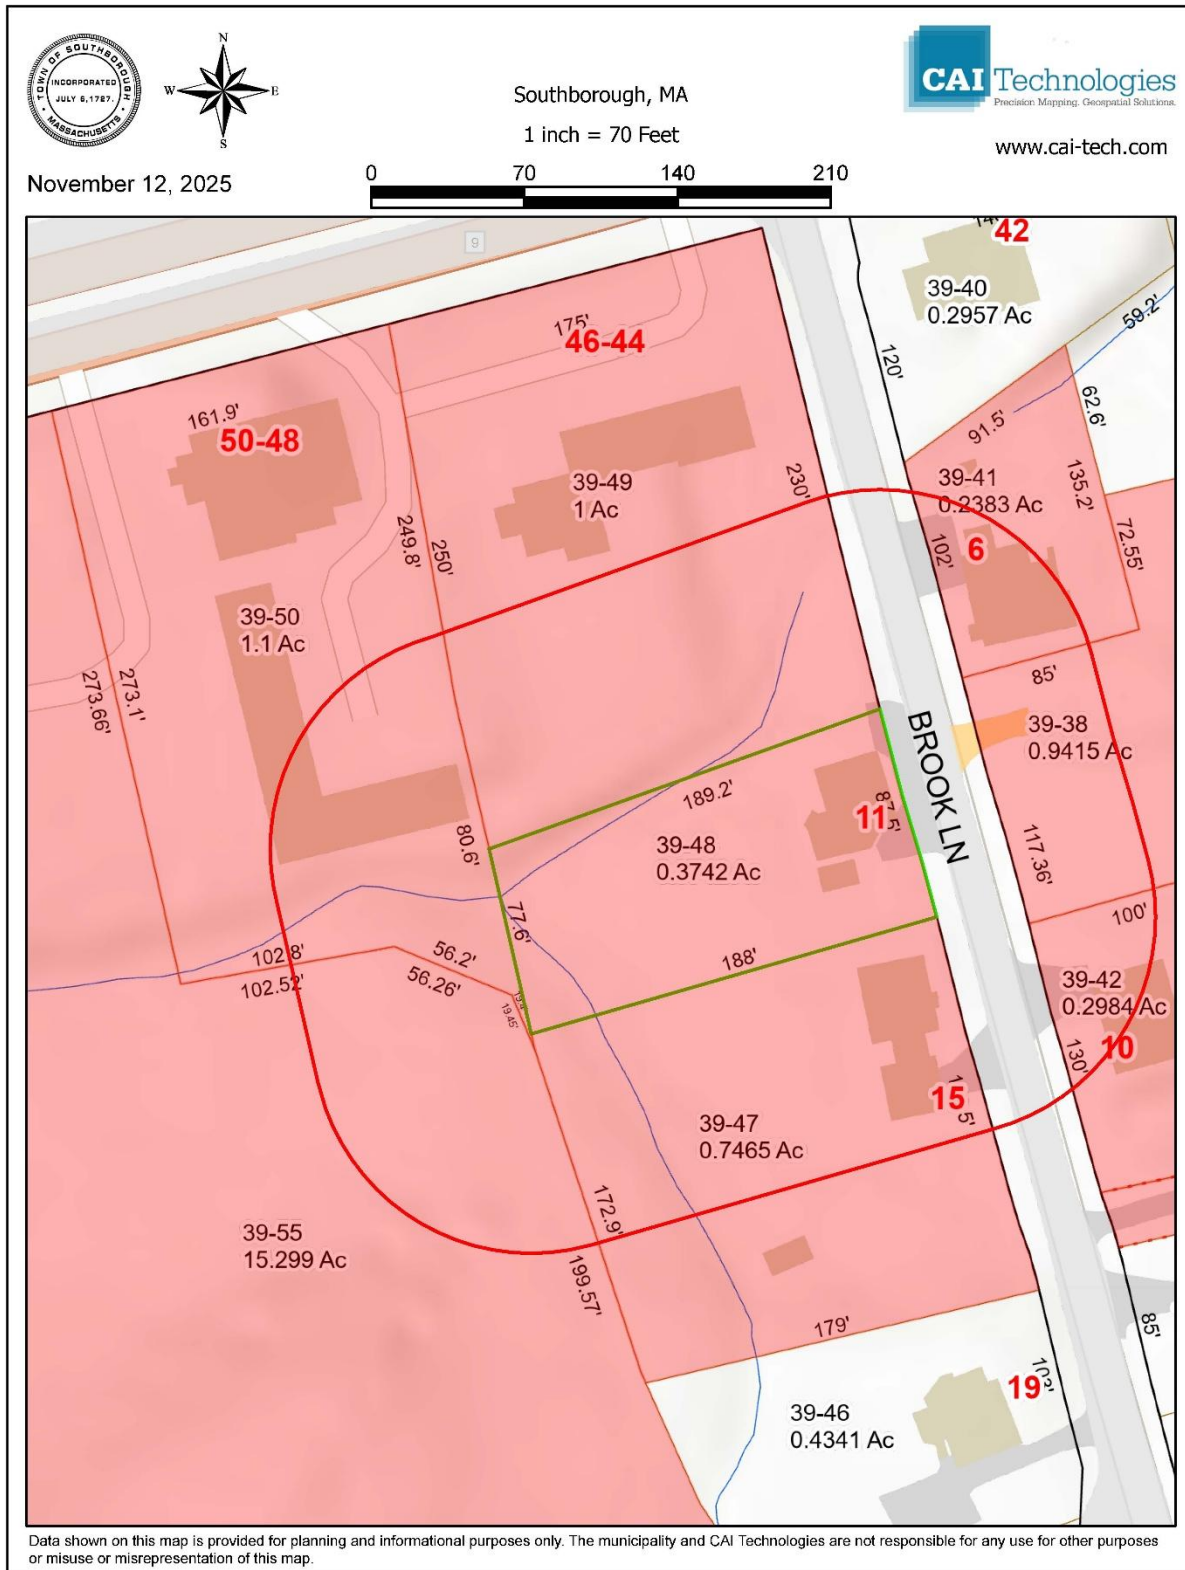 TOWN OF SOUTHBOROUGH
INCORPORATED
JULY 6, 1727.
MASSACHUSETTS
N
W
E
S
Southborough, MA
1 inch = 70 Feet
CAI Technologies
Precision Mapping. Geospatial Solutions.
www.cai-tech.com
November 12, 2025
0 70 140 210
9
42
39-40
0.2957 Ac
59.2'
175'
46-44
120'
161.9'
50-48
62.6'
91.5'
39-41
0.2383 Ac
135.2'
72.55'
39-49
1 Ac
230'
249.8'
250'
102'
6
39-50
1.1 Ac
273.66'
273.1'
85'
BROOK LN
39-38
0.9415 Ac
189.2'
87.5'
11
80.6'
39-48
0.3742 Ac
117.36'
77.6'
100'
102.8'
102.52'
56.2'
56.26'
188'
39-42
0.2984 Ac
19.4'
19.45'
10
130'
15
39-47
0.7465 Ac
172.9'
199.57'
39-55
15.299 Ac
179'
85'
103'
19
39-46
0.4341 Ac
Data shown on this map is provided for planning and informational purposes only. The municipality and CAI Technologies are not responsible for any use for other purposes
or misuse or misrepresentation of this map.